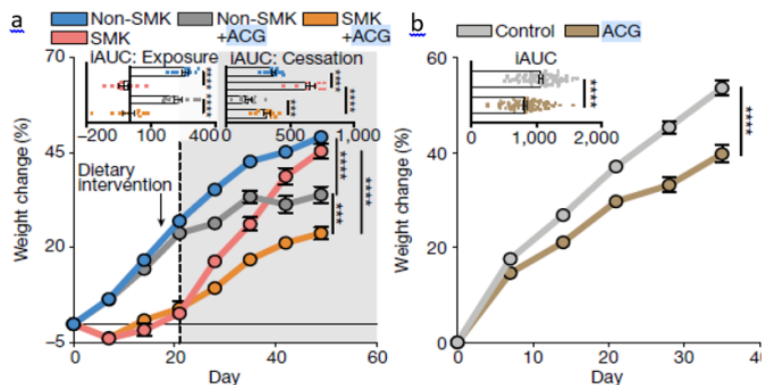 a
Non-SMK Non-SMK SMK
SMK +ACG +ACG
iAUC: Exposure iAUC: Cessation
****
****
***
****
***
−200 100 400 0 500 1,000
70
45
20
−5
Weight change (%)
Dietary
intervention
****
***
****
0 20 40 60
Day
b
Control ACG
iAUC
****
0 1,000 2,000
60
40
20
0
Weight change (%)
****
0 10 20 30 40
Day